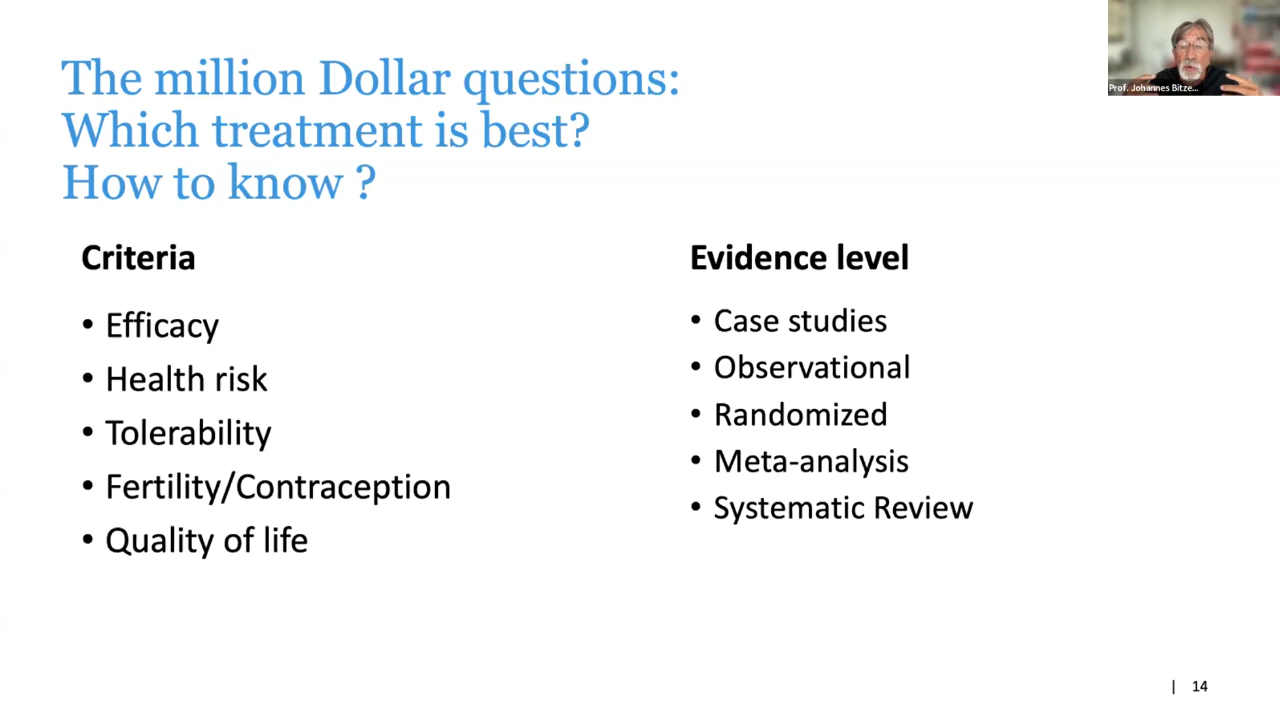 The million Dollar questions:
Which treatment is best?
How to know ?
Prof. Johannes Bitze...
Criteria
• Efficacy
• Health risk
• Tolerability
• Fertility/Contraception
• Quality of life
Evidence level
• Case studies
• Observational
• Randomized
• Meta-analysis
• Systematic Review
| 14